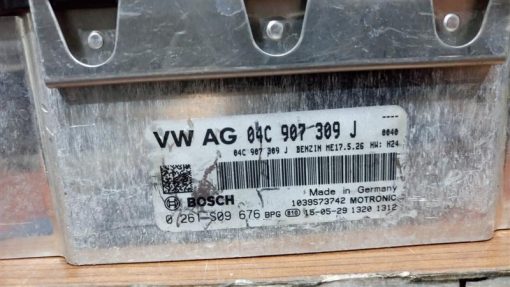 ----
VW AG 04C 907 309 J 0040
04C 907 309 J BENZIN ME17.5.26 HW: H24
Made in Germany
BOSCH 1039S73742 MOTRONIC
0 261 S09 676 BPG 616 15-05-29 1320 1312